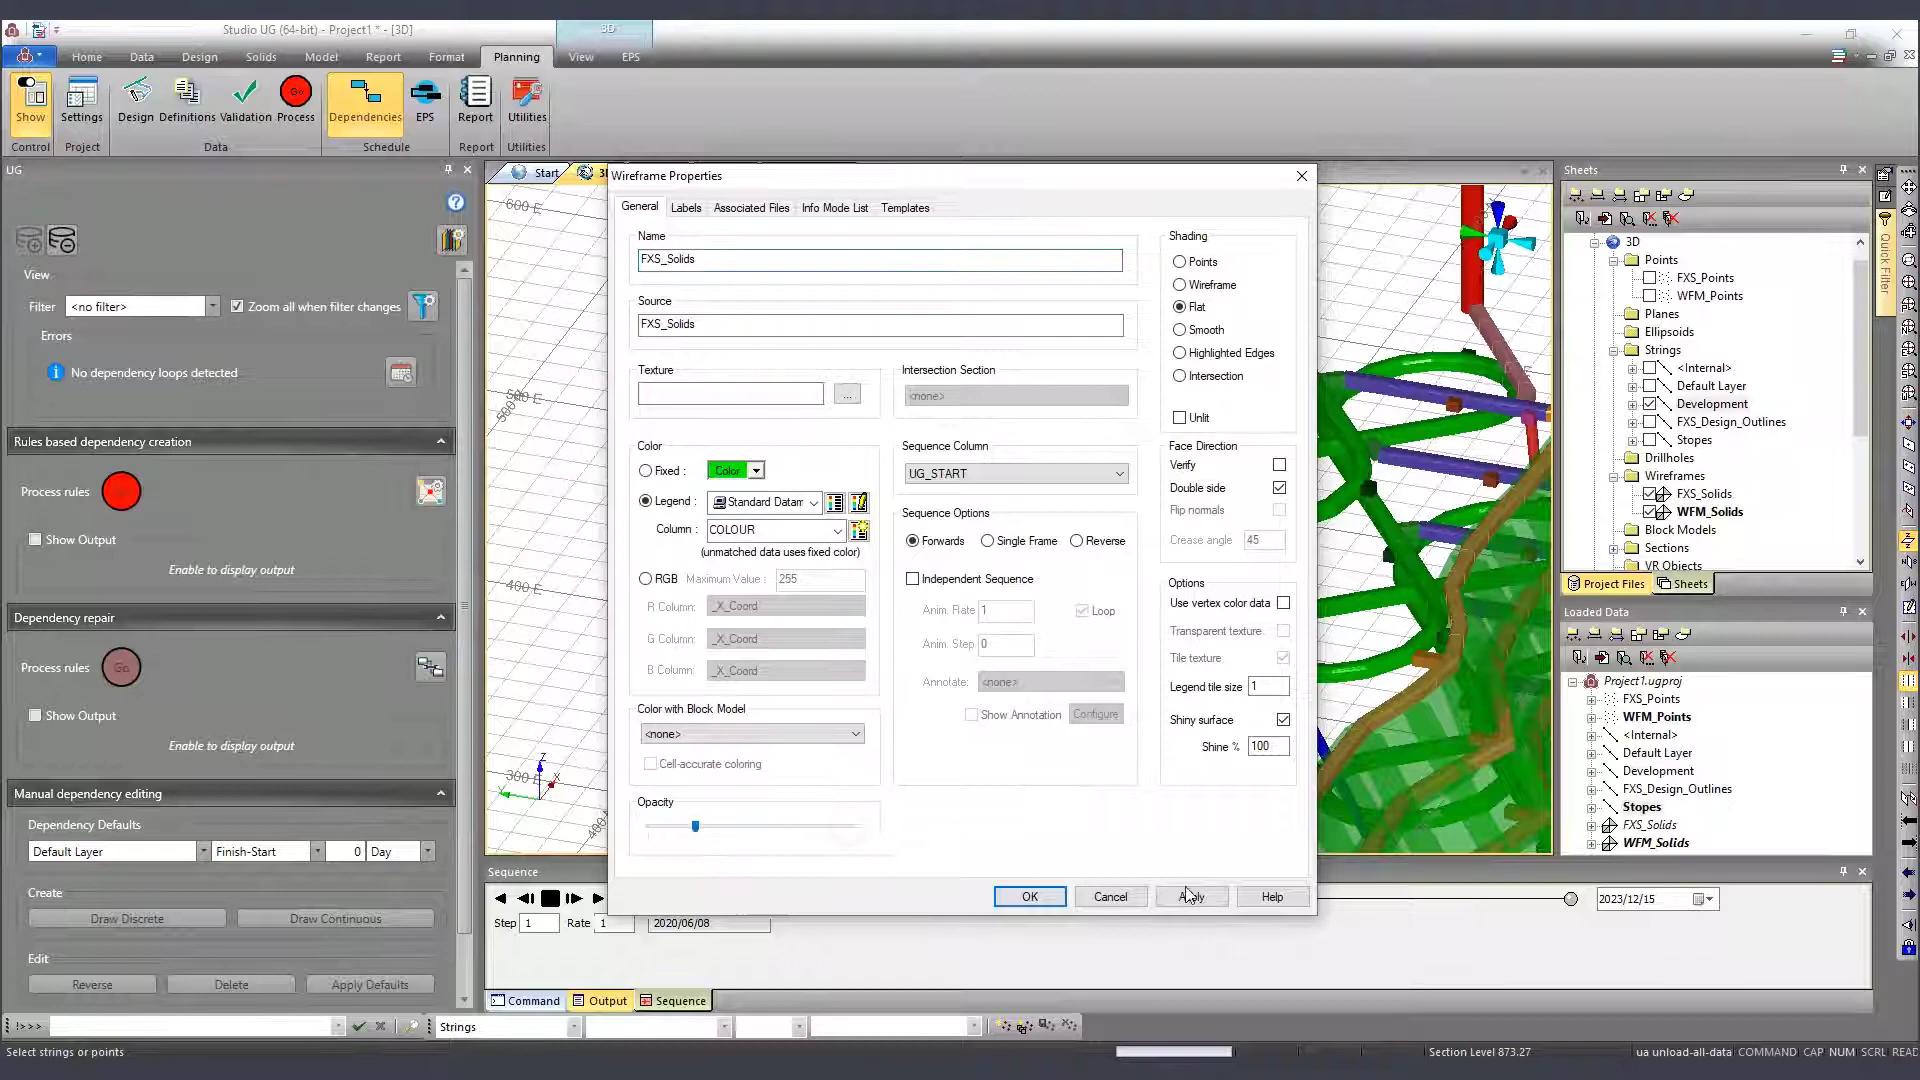 Studio UG (64-bit) - Project1 * - [3D]
3D
Home Data Design Solids Model Report Format Planning View EPS
Show Settings Design Definitions Validation Go Process Dependencies EPS Report Utilities
Control Project Data Schedule Report Utilities
UG
View
Filter <no filter> Zoom all when filter changes
Errors
No dependency loops detected
Rules based dependency creation
Process rules
Show Output
Enable to display output
Dependency repair
Process rules Go
Show Output
Enable to display output
Manual dependency editing
Dependency Defaults
Default Layer Finish-Start 0 Day
Create
Draw Discrete Draw Continuous
Edit
Reverse Delete Apply Defaults
Start
600 E
400 E
300 E
Z
X
Y
Wireframe Properties
General Labels Associated Files Info Mode List Templates
Name
FXS_Solids
Source
FXS_Solids
Texture
...
Intersection Section
<none>
Color
Fixed : Color
Legend : Standard Datam
Column : COLOUR
(unmatched data uses fixed color)
RGB Maximum Value : 255
R Column: _X_Coord
G Column: _X_Coord
B Column: _X_Coord
Color with Block Model
<none>
Cell-accurate coloring
Opacity
Sequence Column
UG_START
Sequence Options
Forwards Single Frame Reverse
Independent Sequence
Anim. Rate 1 Loop
Anim. Step 0
Annotate: <none>
Show Annotation Configure
Shading
Points
Wireframe
Flat
Smooth
Highlighted Edges
Intersection
Unlit
Face Direction
Verify
Double side
Flip normals
Crease angle 45
Options
Use vertex color data
Transparent texture
Tile texture
Legend tile size 1
Shiny surface
Shine % 100
OK Cancel Apply Help
Sheets
3D
Points
FXS_Points
WFM_Points
Planes
Ellipsoids
Strings
<Internal>
Default Layer
Development
FXS_Design_Outlines
Stopes
Drillholes
Wireframes
FXS_Solids
WFM_Solids
Block Models
Sections
VR Objects
Project Files Sheets
Quick Filter
Loaded Data
Project1.ugproj
FXS_Points
WFM_Points
<Internal>
Default Layer
Development
FXS_Design_Outlines
Stopes
FXS_Solids
WFM_Solids
Sequence
2023/12/15
Step 1 Rate 1 2020/06/08
Command Output Sequence
!>>> Strings
Select strings or points
Section Level 873.27 ua unload-all-data COMMAND CAP NUM SCRL READ